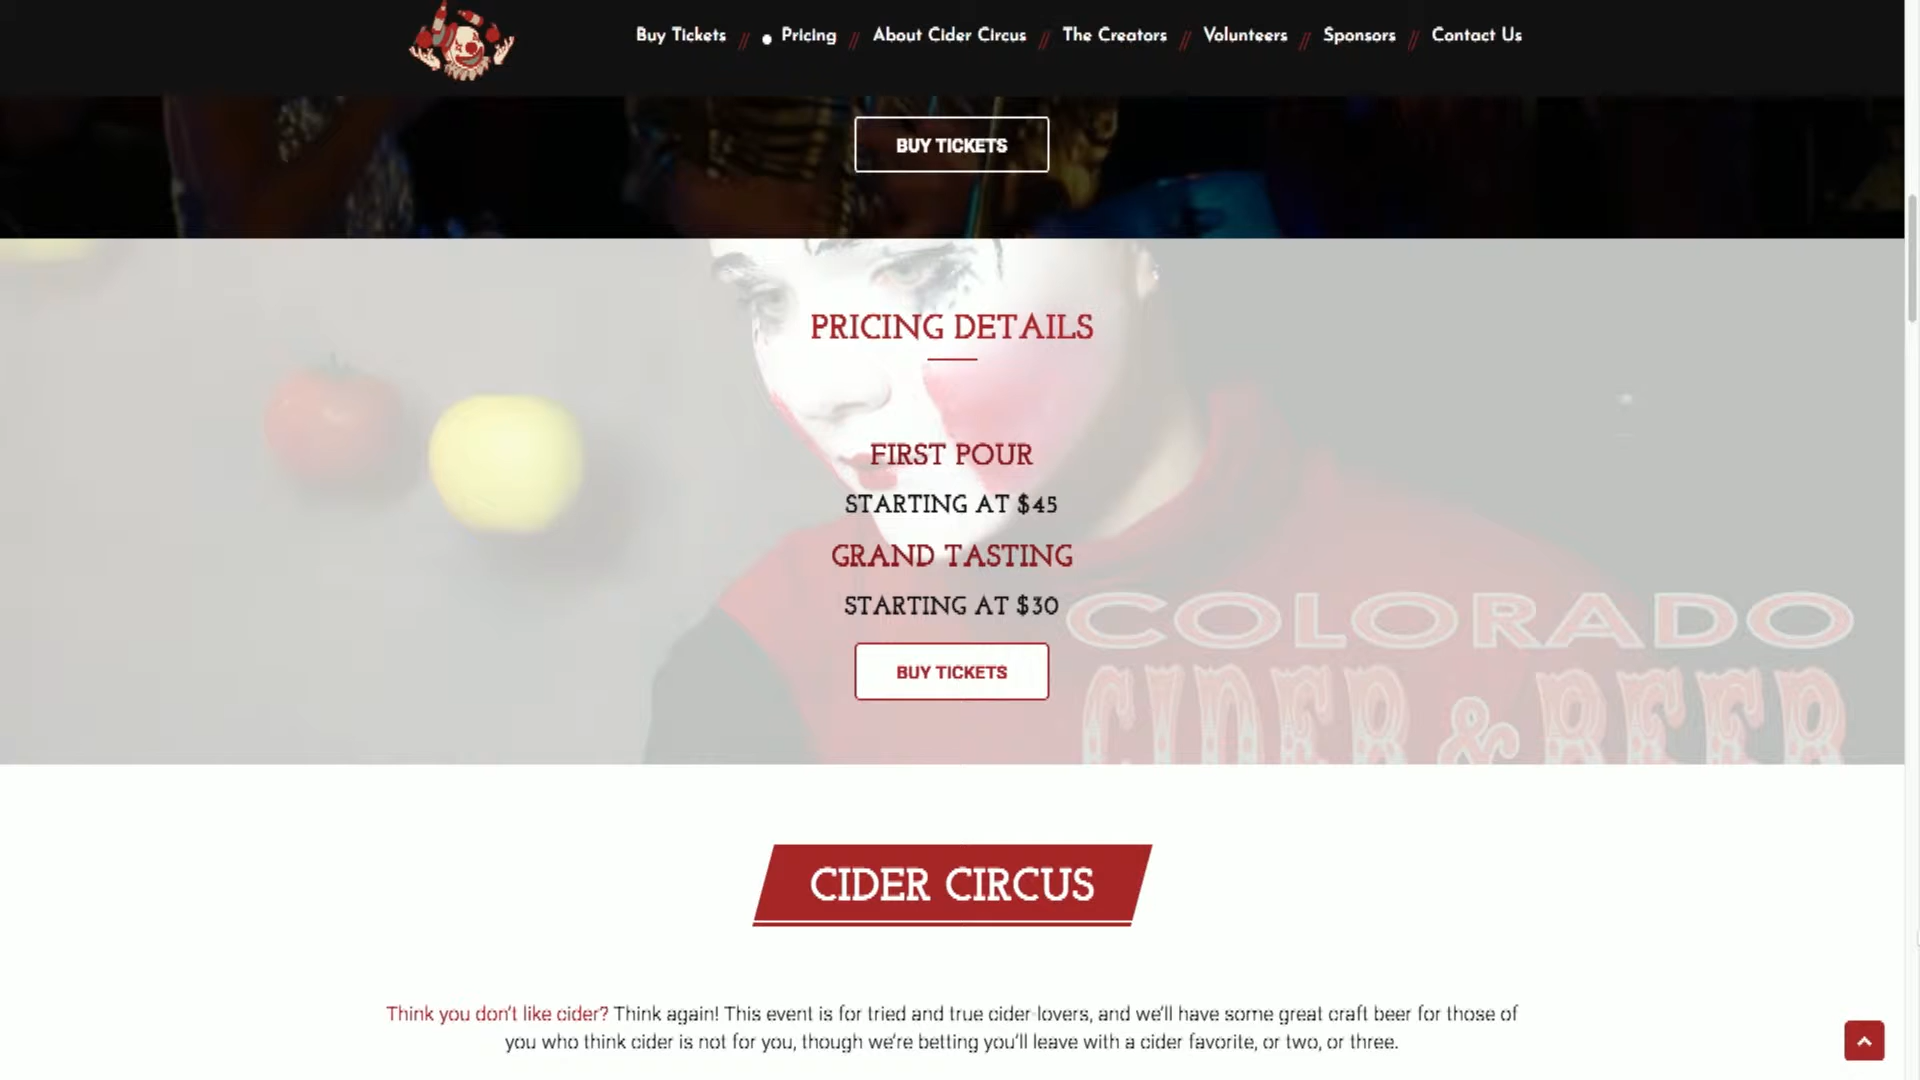 Buy Tickets // Pricing // About Cider Circus // The Creators // Volunteers // Sponsors // Contact Us
BUY TICKETS
PRICING DETAILS
FIRST POUR
STARTING AT $45
GRAND TASTING
STARTING AT $30
COLORADO
BUY TICKETS
CIDER & BEER
CIDER CIRCUS
Think you don't like cider? Think again! This event is for tried and true cider-lovers, and we'll have some great craft beer for those of
you who think cider is not for you, though we're betting you'll leave with a cider favorite, or two, or three.